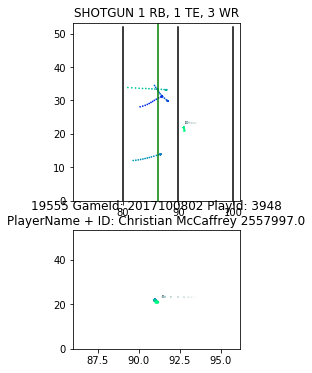 SHOTGUN 1 RB, 1 TE, 3 WR
50
40
30
20
10
0
80 90 100
19555 GameId: 2017100802 PlayId: 3948
PlayerName + ID: Christian McCaffrey 2557997.0
40
20
0
87.5 90.0 92.5 95.0